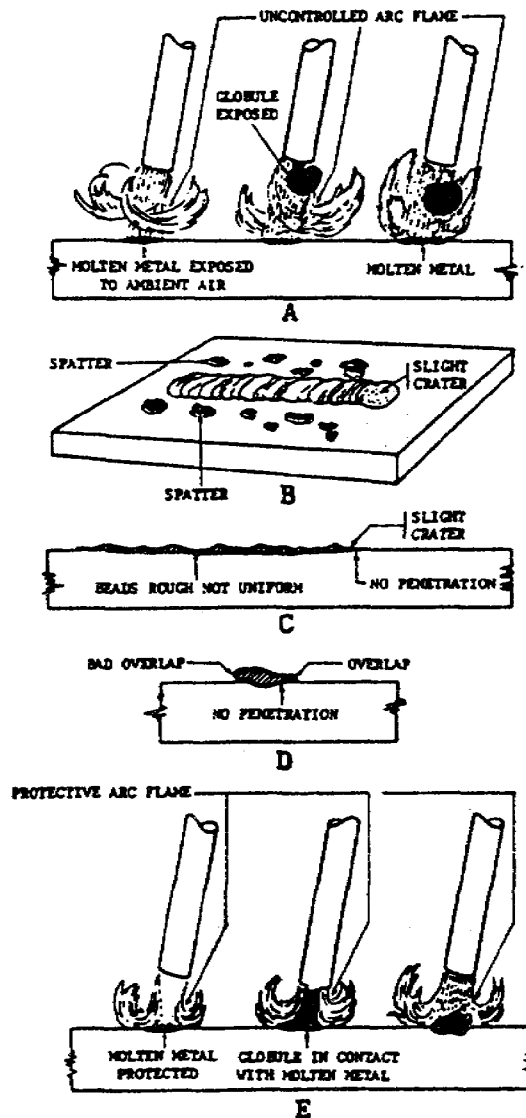 UNCONTROLLED ARC FLAME
GLOBULE
EXPOSED
MOLTEN METAL EXPOSED
TO AMBIENT AIR
MOLTEN METAL
A
SPATTER
SLIGHT
CRATER
SPATTER
B
SLIGHT
CRATER
BEADS ROUGH NOT UNIFORM
NO PENETRATION
C
BAD OVERLAP
OVERLAP
NO PENETRATION
D
PROTECTIVE ARC FLAME
MOLTEN METAL
PROTECTED
GLOBULE IN CONTACT
WITH MOLTEN METAL
E